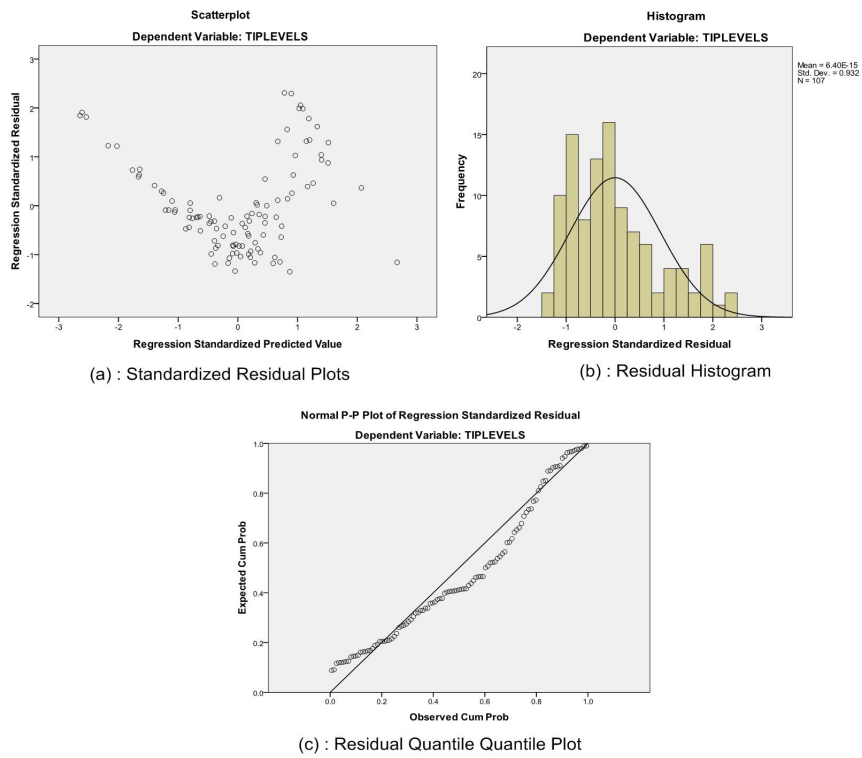 Scatterplot
Dependent Variable: TIPLEVELS
Regression Standardized Residual
3
2
1
0
-1
-2
-3
-2
-1
0
1
2
3
Regression Standardized Predicted Value
(a) : Standardized Residual Plots
Histogram
Dependent Variable: TIPLEVELS
Mean = 6.40E-15
Std. Dev. = 0.932
N = 107
Frequency
20
15
10
5
0
-2
-1
0
1
2
3
Regression Standardized Residual
(b) : Residual Histogram
Normal P-P Plot of Regression Standardized Residual
Dependent Variable: TIPLEVELS
Expected Cum Prob
1.0
0.8
0.6
0.4
0.2
0.0
0.0
0.2
0.4
0.6
0.8
1.0
Observed Cum Prob
(c) : Residual Quantile Quantile Plot